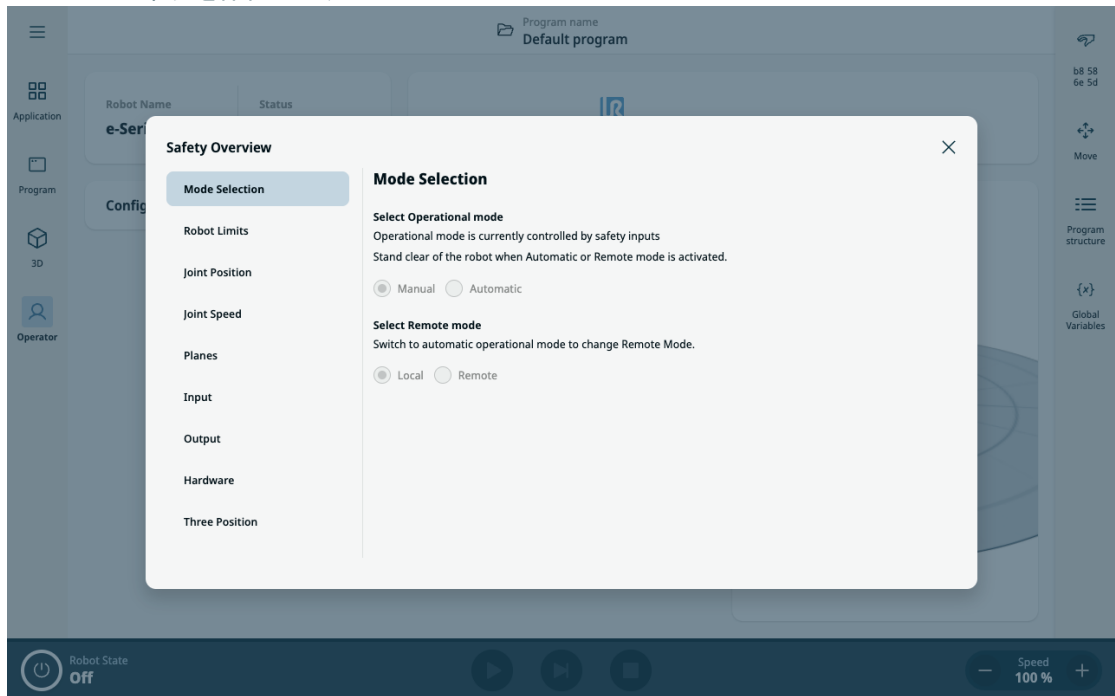 Program name
Default program
b8 58
6e 5d
Application
Robot Name
Status
e-Seri
Move
Program
Config
Program
structure
3D
Global
Variables
Operator
Safety Overview
Mode Selection
Robot Limits
Joint Position
Joint Speed
Planes
Input
Output
Hardware
Three Position
Mode Selection
Select Operational mode
Operational mode is currently controlled by safety inputs
Stand clear of the robot when Automatic or Remote mode is activated.
Manual Automatic
Select Remote mode
Switch to automatic operational mode to change Remote Mode.
Local Remote
Robot State
Off
Speed
100 %